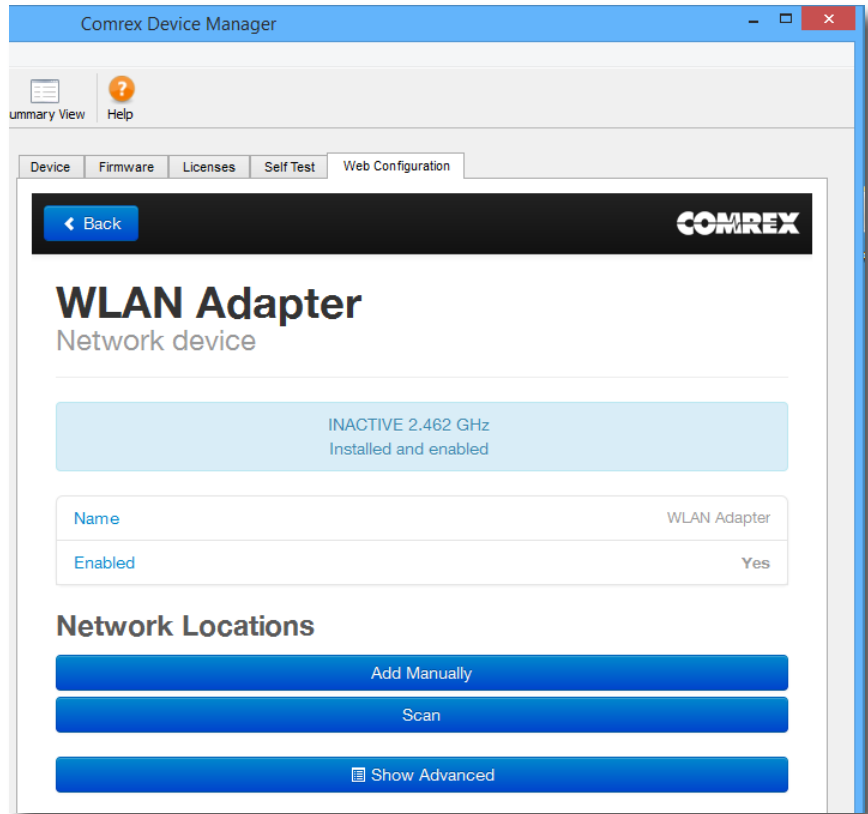 Comrex Device Manager
ummary View Help
Device Firmware Licenses Self Test Web Configuration
Back COMREX
WLAN Adapter
Network device
INACTIVE 2.462 GHz
Installed and enabled
Name WLAN Adapter
Enabled Yes
Network Locations
Add Manually
Scan
Show Advanced